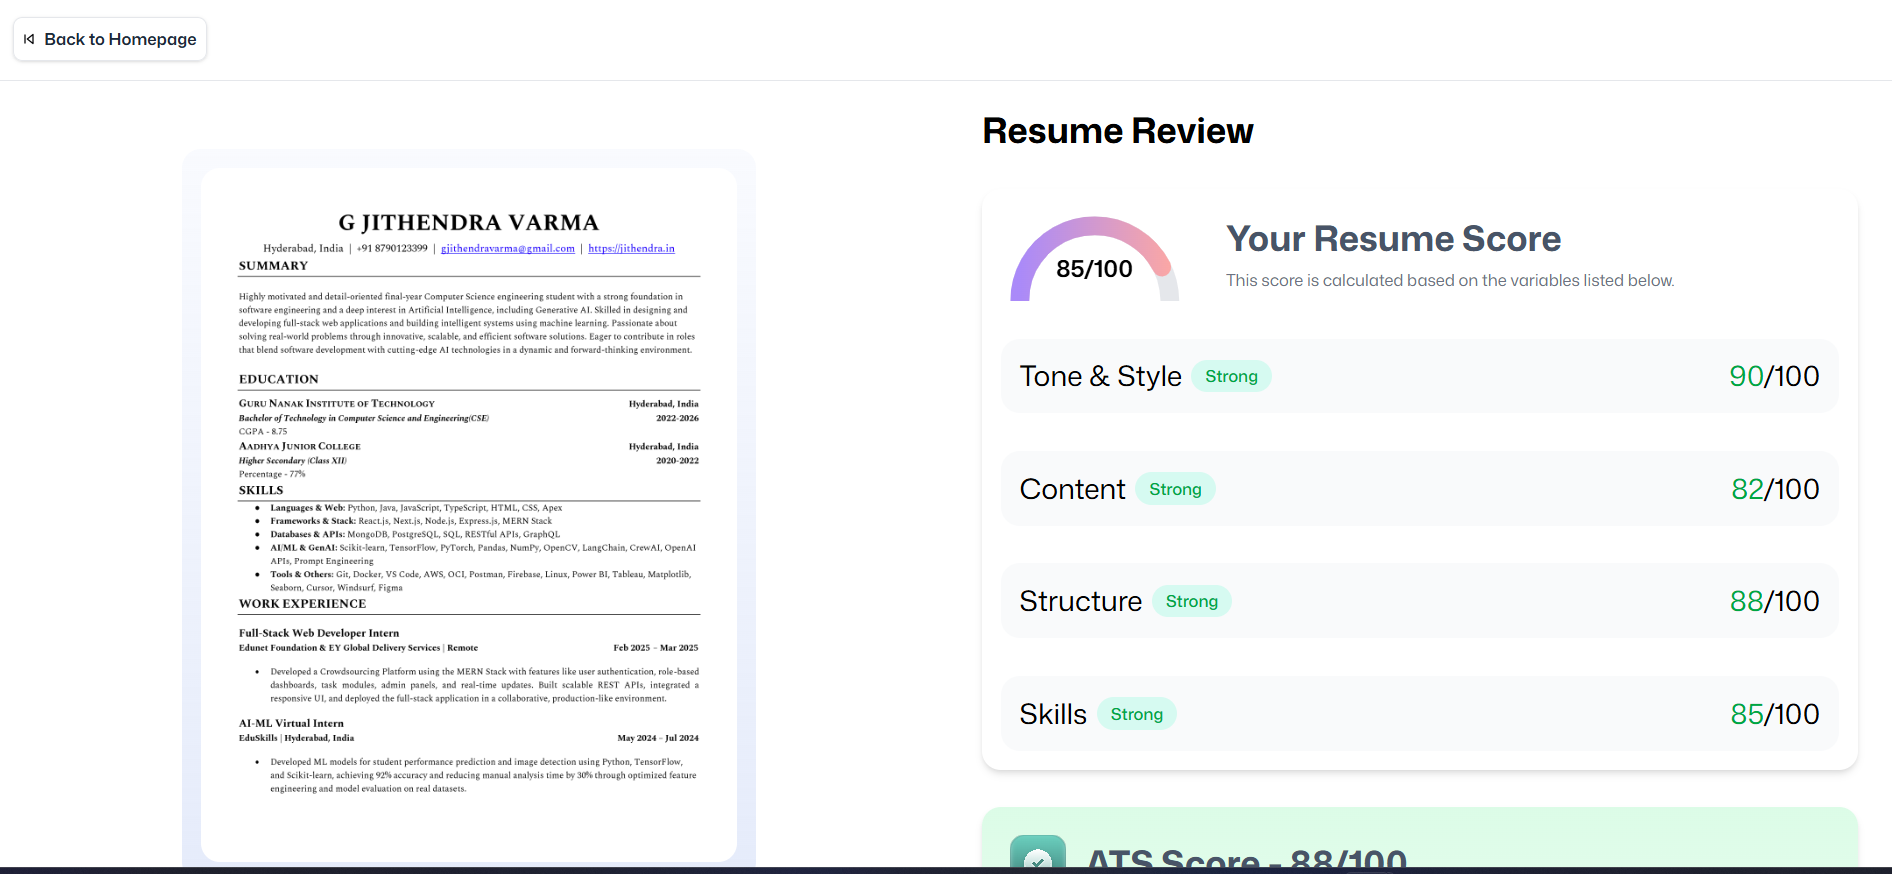 Back to Homepage
G JITHENDRA VARMA
Hyderabad, India | +91 8790123399 | gjithendravarma@gmail.com | https://jithendra.in
SUMMARY
Highly motivated and detail-oriented final-year Computer Science engineering student with a strong foundation in
software engineering and a deep interest in Artificial Intelligence, including Generative AI. Skilled in designing and
developing full-stack web applications and building intelligent systems using machine learning. Passionate about
solving real-world problems through innovative, scalable, and efficient software solutions. Eager to contribute in roles
that blend software development with cutting-edge AI technologies in a dynamic and forward-thinking environment.
EDUCATION
GURU NANAK INSTITUTE OF TECHNOLOGY Hyderabad, India
Bachelor of Technology in Computer Science and Engineering(CSE) 2022-2026
CGPA - 8.75
AADHYA JUNIOR COLLEGE Hyderabad, India
Higher Secondary (Class XII) 2020-2022
Percentage - 77%
SKILLS
• Languages & Web: Python, Java, JavaScript, TypeScript, HTML, CSS, Apex
• Frameworks & Stack: React.js, Next.js, Node.js, Express.js, MERN Stack
• Databases & APIs: MongoDB, PostgreSQL, SQL, RESTful APIs, GraphQL
• AI/ML & GenAI: Scikit-learn, TensorFlow, PyTorch, Pandas, NumPy, OpenCV, LangChain, CrewAI, OpenAI
APIs, Prompt Engineering
• Tools & Others: Git, Docker, VS Code, AWS, OCI, Postman, Firebase, Linux, Power BI, Tableau, Matplotlib,
Seaborn, Cursor, Windsurf, Figma
WORK EXPERIENCE
Full-Stack Web Developer Intern
Edunet Foundation & EY Global Delivery Services | Remote Feb 2025 – Mar 2025
• Developed a Crowdsourcing Platform using the MERN Stack with features like user authentication, role-based
dashboards, task modules, admin panels, and real-time updates. Built scalable REST APIs, integrated a
responsive UI, and deployed the full-stack application in a collaborative, production-like environment.
AI-ML Virtual Intern
EduSkills | Hyderabad, India May 2024 – Jul 2024
• Developed ML models for student performance prediction and image detection using Python, TensorFlow,
and Scikit-learn, achieving 92% accuracy and reducing manual analysis time by 30% through optimized feature
engineering and model evaluation on real datasets.
Resume Review
85/100
Your Resume Score
This score is calculated based on the variables listed below.
Tone & Style Strong 90/100
Content Strong 82/100
Structure Strong 88/100
Skills Strong 85/100
ATS Score - 88/100